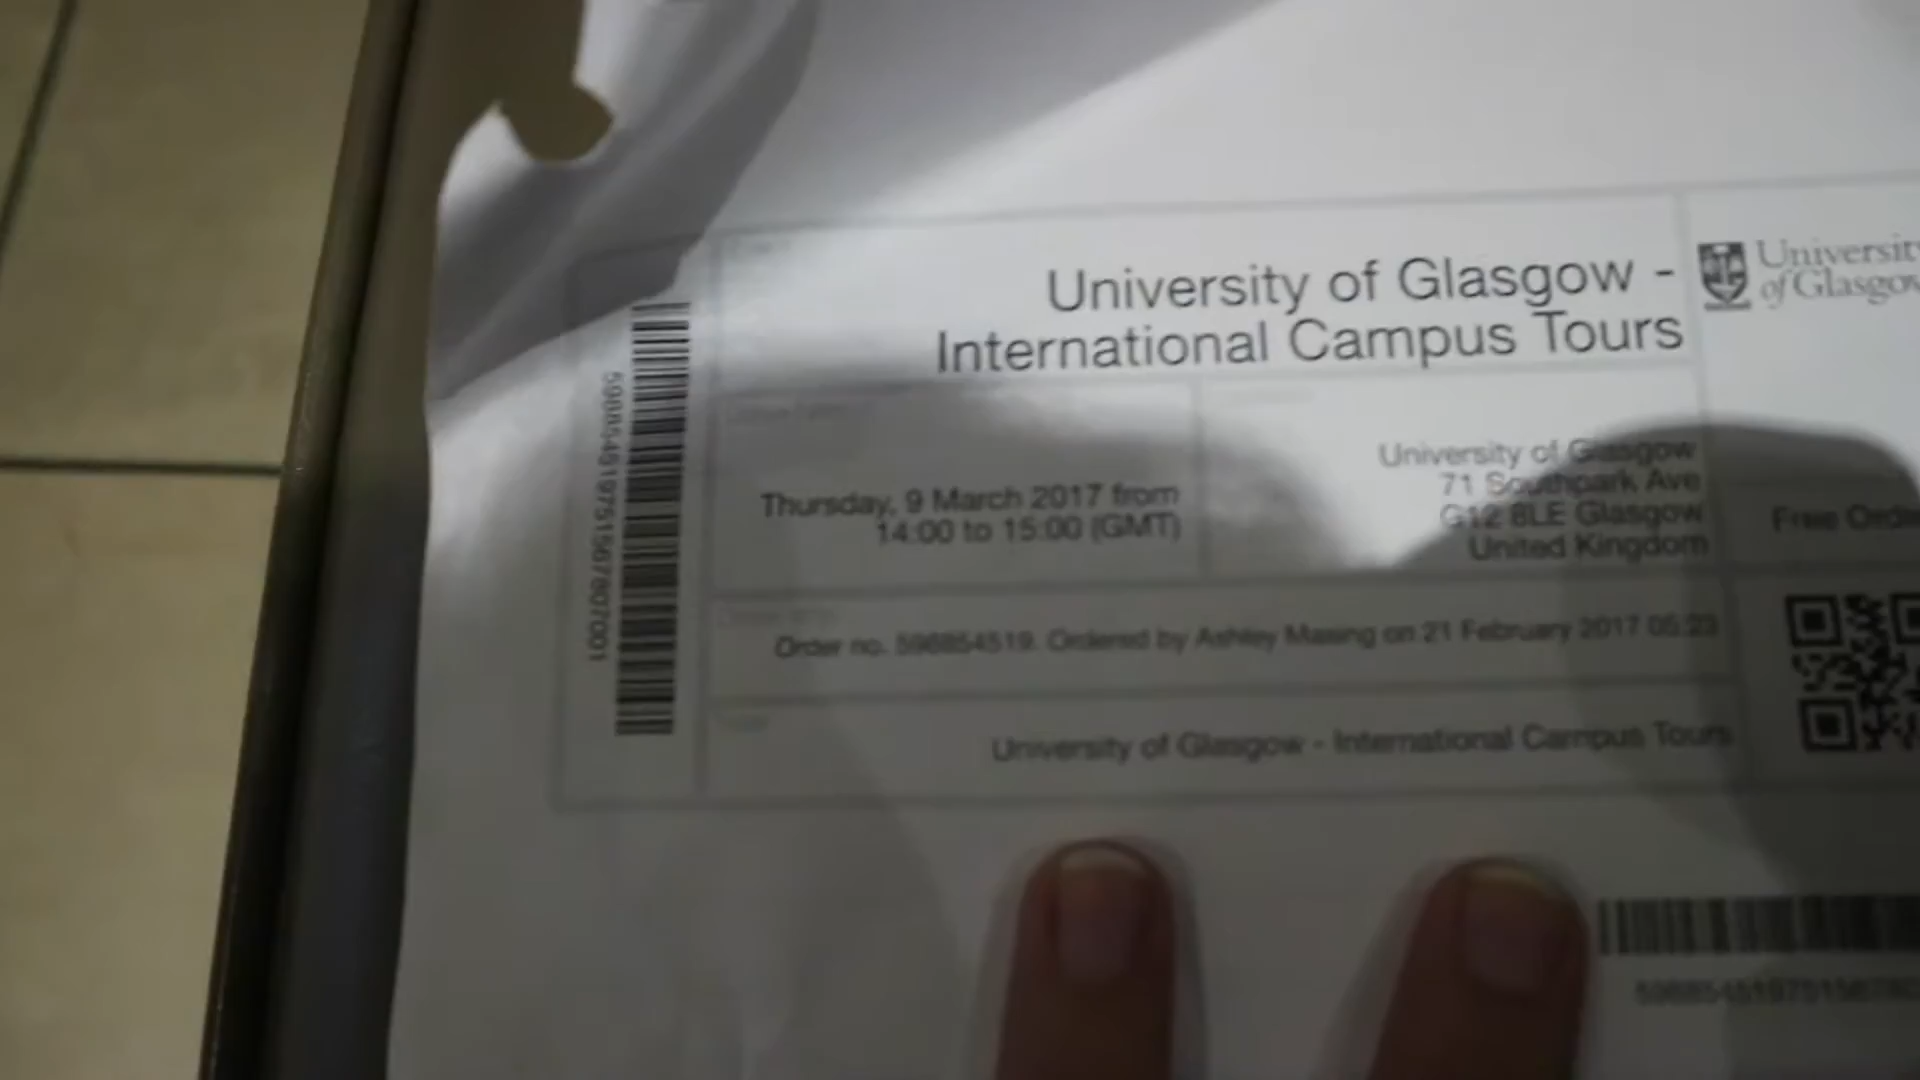 University of Glasgow -
International Campus Tours
University
of Glasgow
Thursday, 9 March 2017 from
14:00 to 15:00 (GMT)
University of Glasgow
71 Southpark Ave
G12 8LE Glasgow
United Kingdom
Free
Order no. 598854519. Ordered by Ashley Masing on 21 February 2017 05:23
University of Glasgow - International Campus Tours